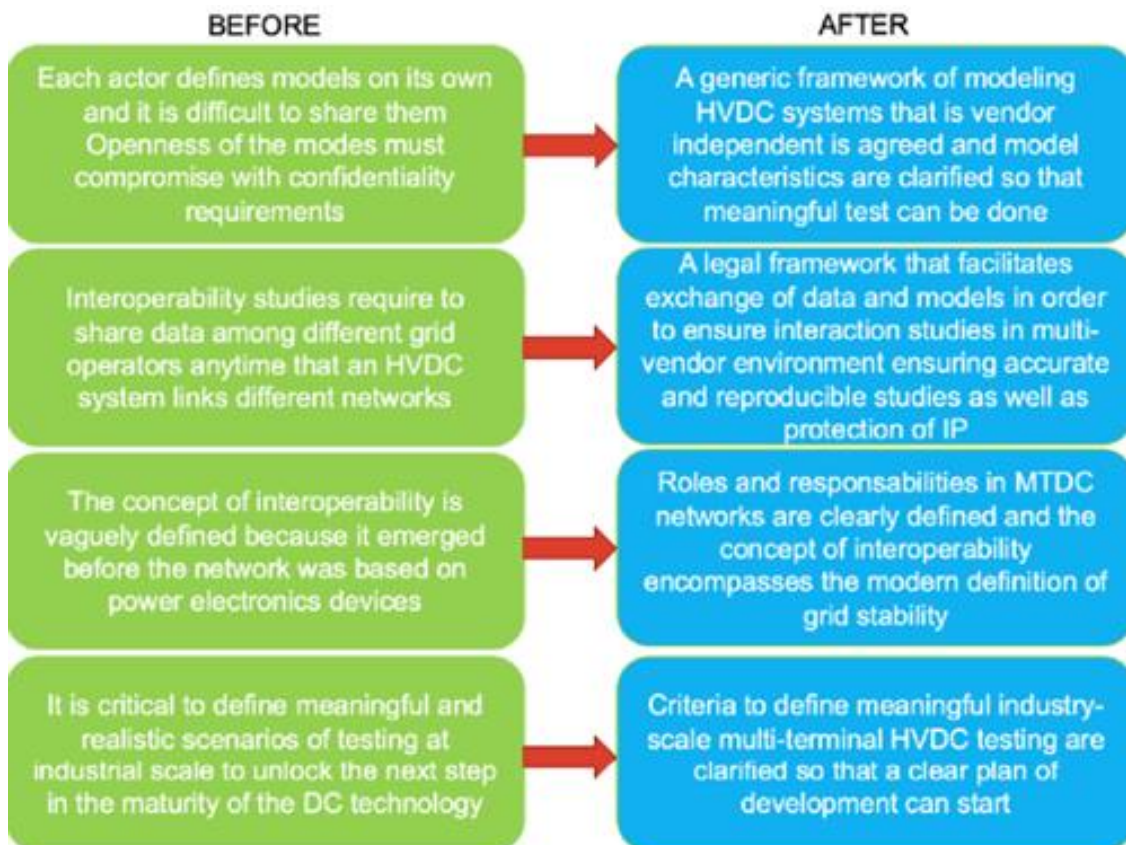 BEFORE
AFTER
Each actor defines models on its own
and it is difficult to share them
Openness of the modes must
compromise with confidentiality
requirements
A generic framework of modeling
HVDC systems that is vendor
independent is agreed and model
characteristics are clarified so that
meaningful test can be done
Interoperability studies require to
share data among different grid
operators anytime that an HVDC
system links different networks
A legal framework that facilitates
exchange of data and models in order
to ensure interaction studies in multi-
vendor environment ensuring accurate
and reproducible studies as well as
protection of IP
The concept of interoperability is
vaguely defined because it emerged
before the network was based on
power electronics devices
Roles and responsabilities in MTDC
networks are clearly defined and the
concept of interoperability
encompasses the modern definition of
grid stability
It is critical to define meaningful and
realistic scenarios of testing at
industrial scale to unlock the next step
in the maturity of the DC technology
Criteria to define meaningful industry-
scale multi-terminal HVDC testing are
clarified so that a clear plan of
development can start